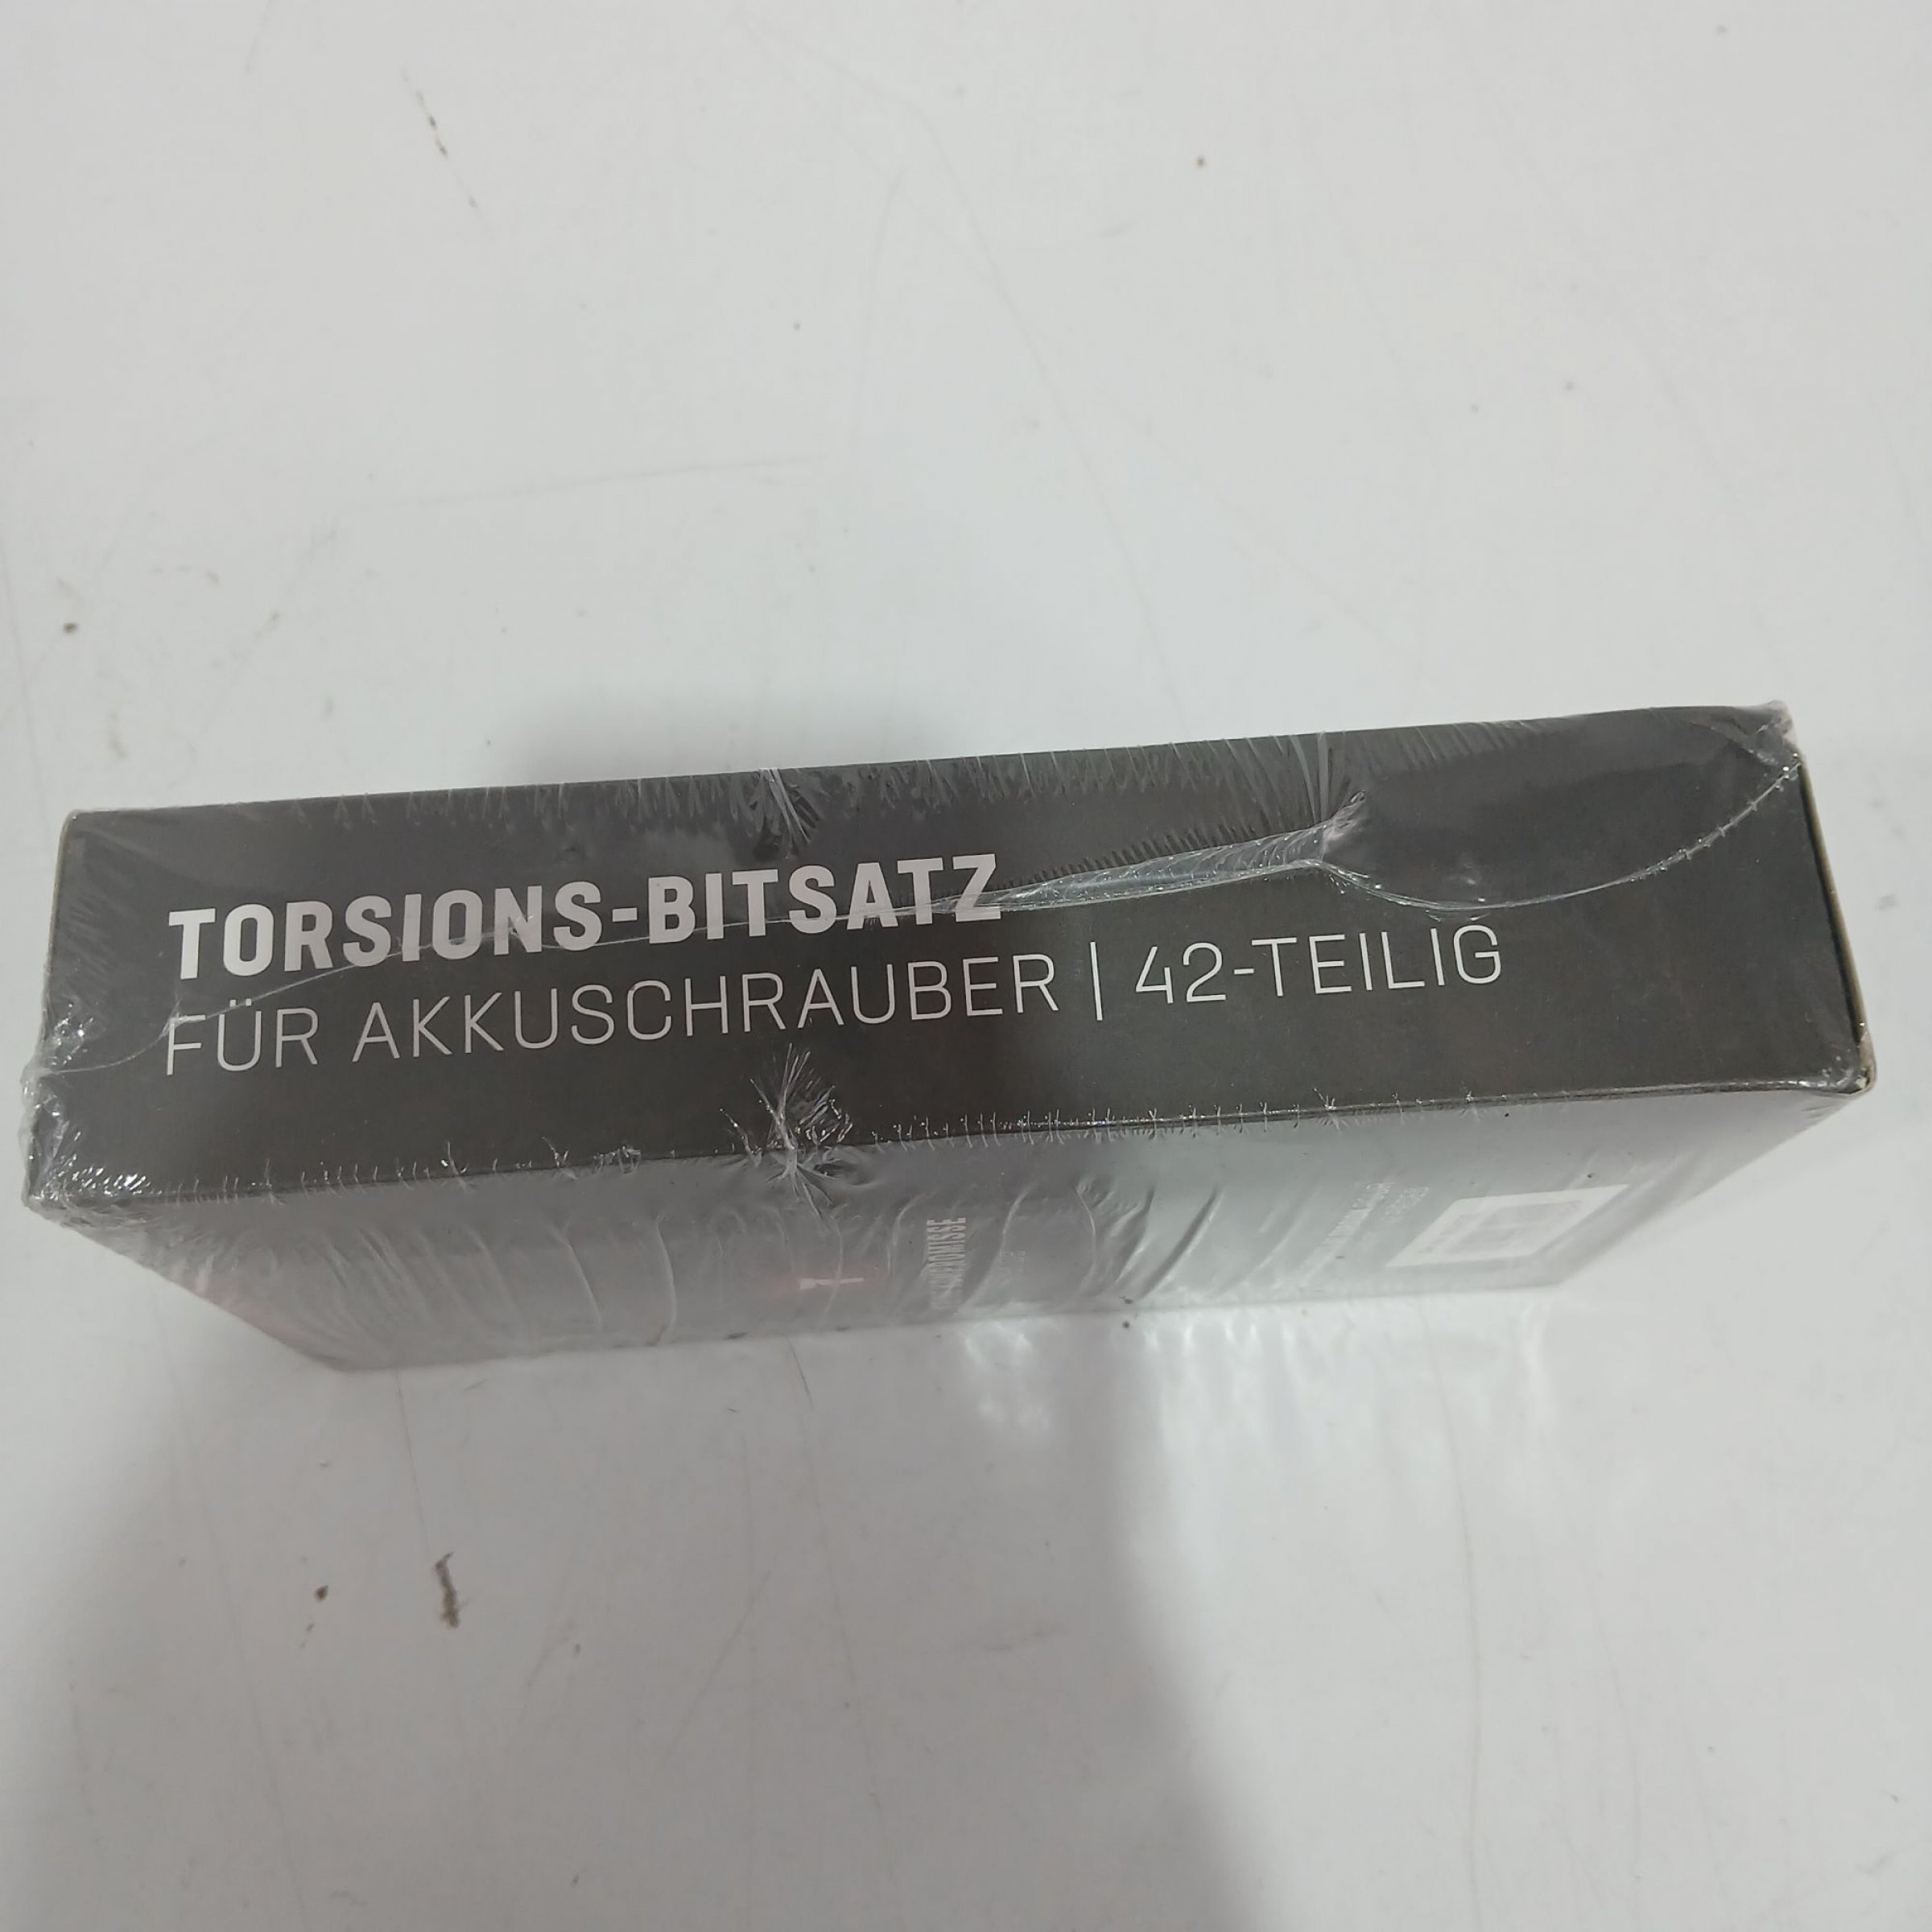 TORSIONS-BITSATZ
FÜR AKKUSCHRAUBER | 42-TEILIG